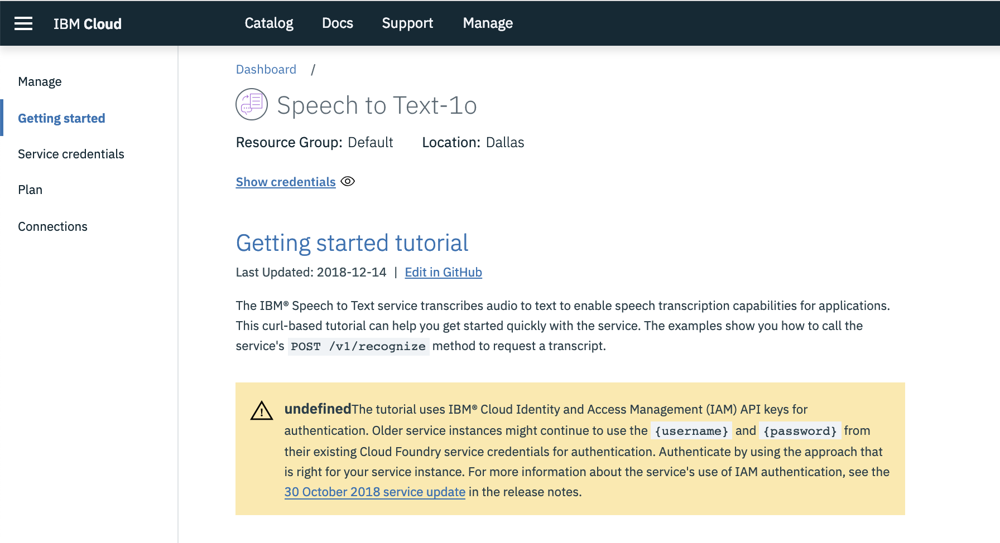 IBM Cloud
Catalog
Docs
Support
Manage
Manage
Getting started
Service credentials
Plan
Connections
Dashboard /
Speech to Text-1o
Resource Group: Default Location: Dallas
Show credentials
Getting started tutorial
Last Updated: 2018-12-14 | Edit in GitHub
The IBM® Speech to Text service transcribes audio to text to enable speech transcription capabilities for applications.
This curl-based tutorial can help you get started quickly with the service. The examples show you how to call the
service's POST /v1/recognize method to request a transcript.
undefinedThe tutorial uses IBM® Cloud Identity and Access Management (IAM) API keys for
authentication. Older service instances might continue to use the {username} and {password} from
their existing Cloud Foundry service credentials for authentication. Authenticate by using the approach that
is right for your service instance. For more information about the service's use of IAM authentication, see the
30 October 2018 service update in the release notes.